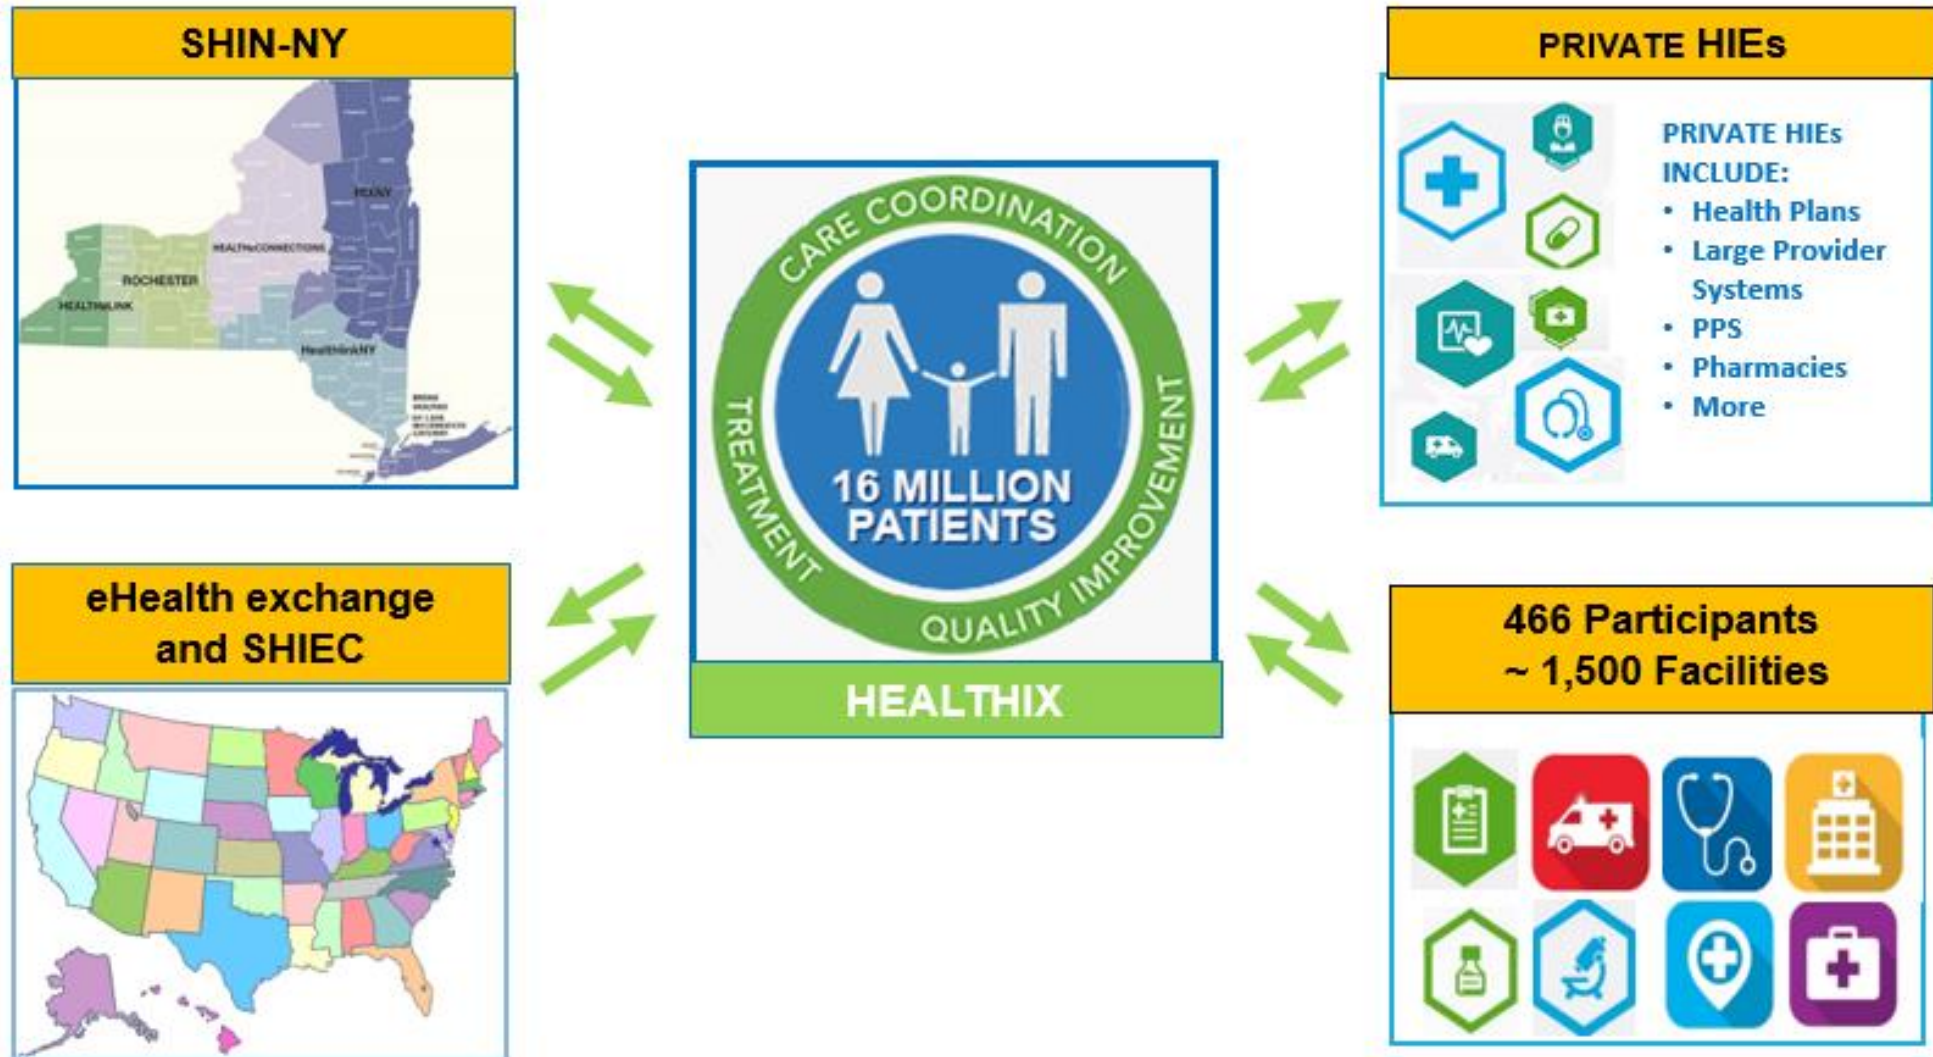 SHIN-NY
HIXNY
HEALTHeCONNECTIONS
ROCHESTER
HEALTHeLINK
HealthlinkNY
eHealth exchange
and SHIEC
CARE COORDINATION
TREATMENT
QUALITY IMPROVEMENT
16 MILLION
PATIENTS
HEALTHIX
PRIVATE HIEs
PRIVATE HIEs
INCLUDE:
• Health Plans
• Large Provider
Systems
• PPS
• Pharmacies
• More
466 Participants
~ 1,500 Facilities